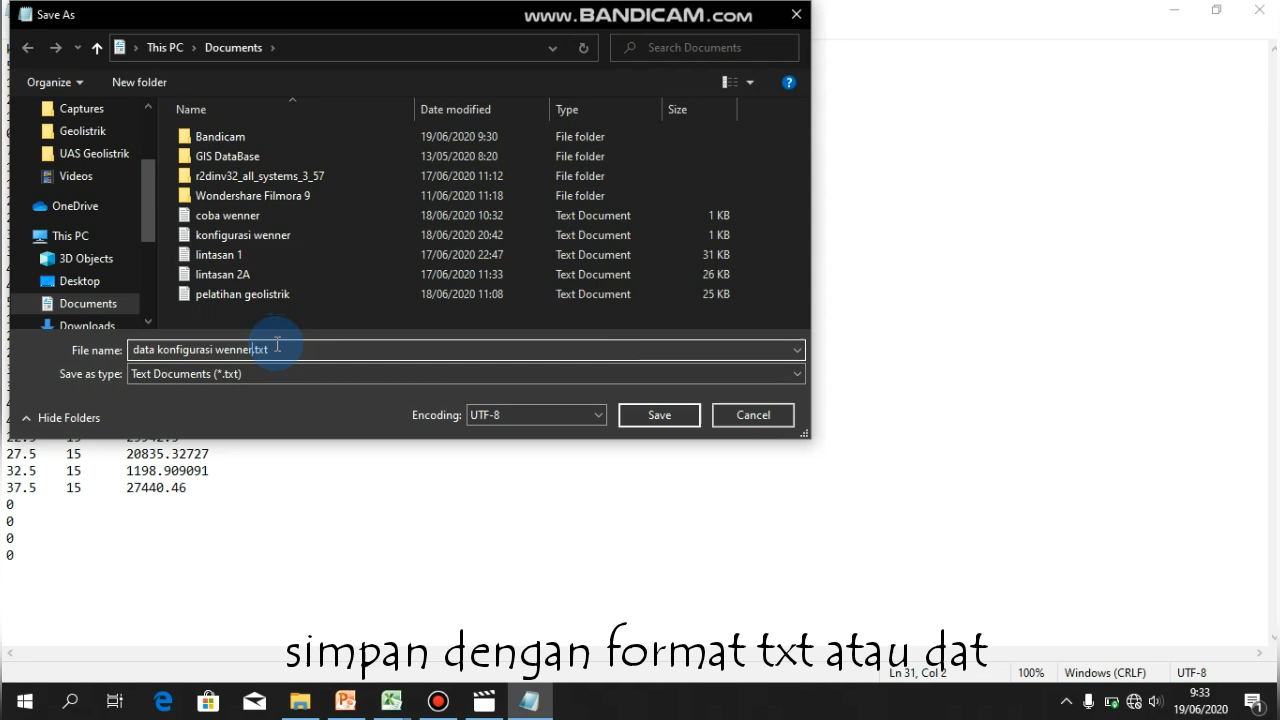 Save As
www.BANDICAM.com
This PC
Documents
Search Documents
Organize
New folder
Captures
Geolistrik
UAS Geolistrik
Videos
OneDrive
This PC
3D Objects
Desktop
Documents
Downloads
Name Date modified Type Size
Bandicam 19/06/2020 9:30 File folder
GIS DataBase 13/05/2020 8:20 File folder
r2dinv32_all_systems_3_57 17/06/2020 11:12 File folder
Wondershare Filmora 9 11/06/2020 11:18 File folder
coba wenner 18/06/2020 10:32 Text Document 1 KB
konfigurasi wenner 18/06/2020 20:42 Text Document 1 KB
lintasan 1 17/06/2020 22:47 Text Document 31 KB
lintasan 2A 17/06/2020 11:33 Text Document 26 KB
pelatihan geolistrik 18/06/2020 11:08 Text Document 25 KB
File name: data konfigurasi wenner.txt
Save as type: Text Documents (*.txt)
Hide Folders
Encoding: UTF-8
Save
Cancel
27.5 15 20835.32727
32.5 15 1198.909091
37.5 15 27440.46
0
0
0
0
simpan dengan format txt atau dat
Ln 31, Col 2 100% Windows (CRLF) UTF-8
9:33
19/06/2020
1